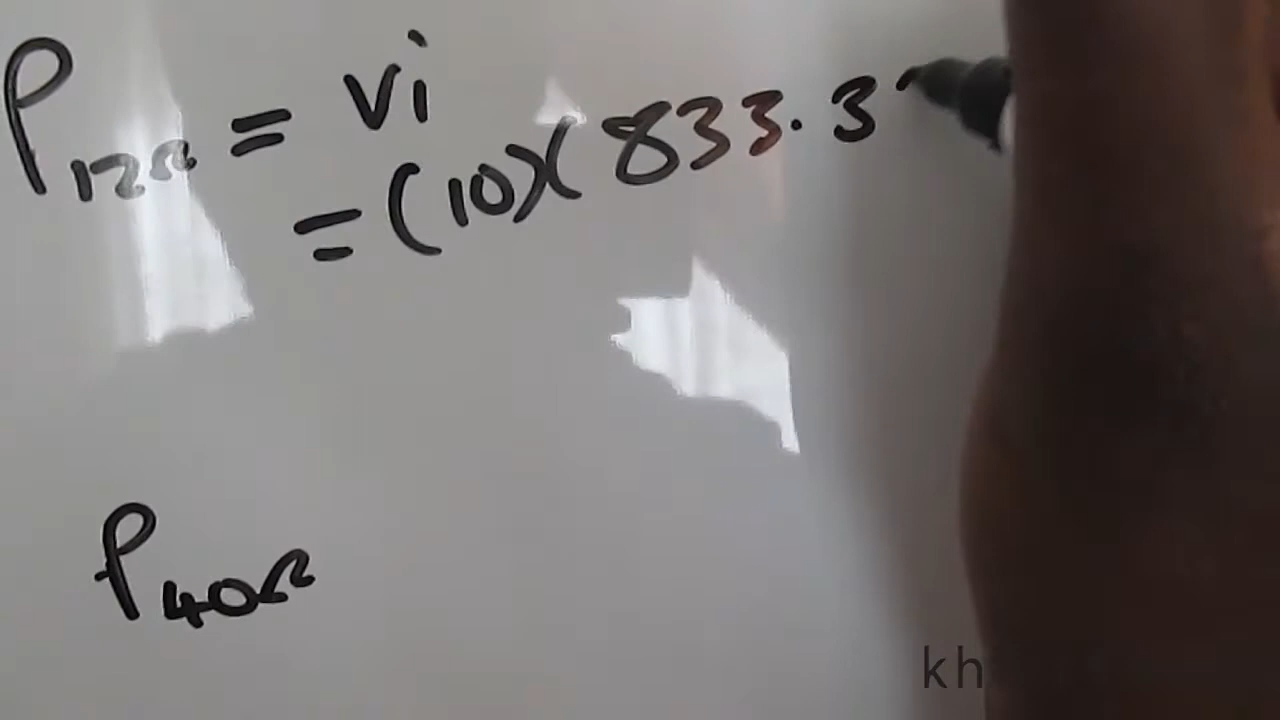 P12Ω = vi
= (10)(833.3
P40Ω
kh